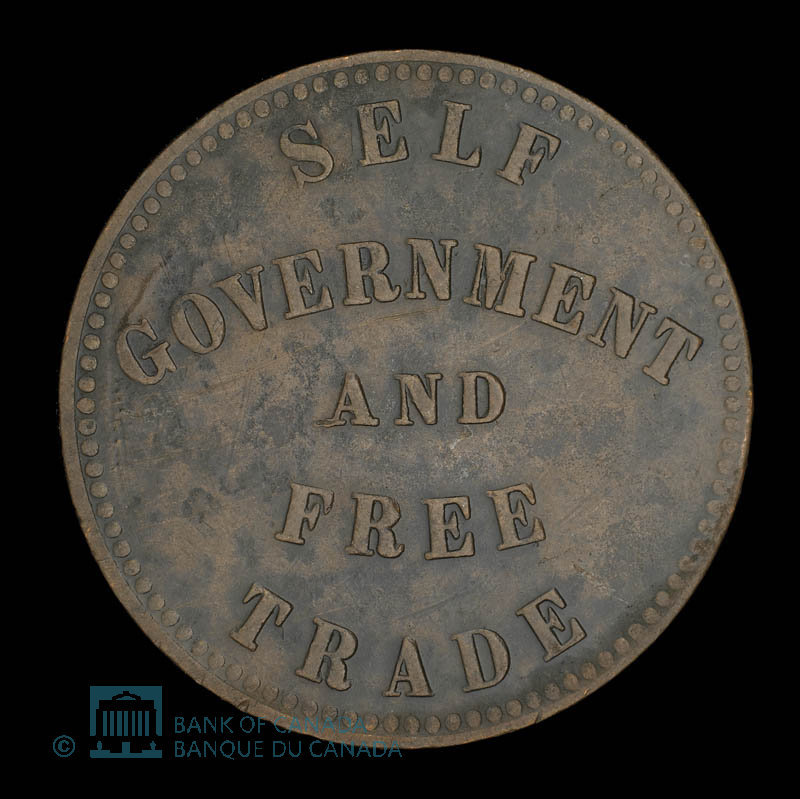 SELF
GOVERNMENT
AND
FREE
TRADE
© BANK OF CANADA
BANQUE DU CANADA